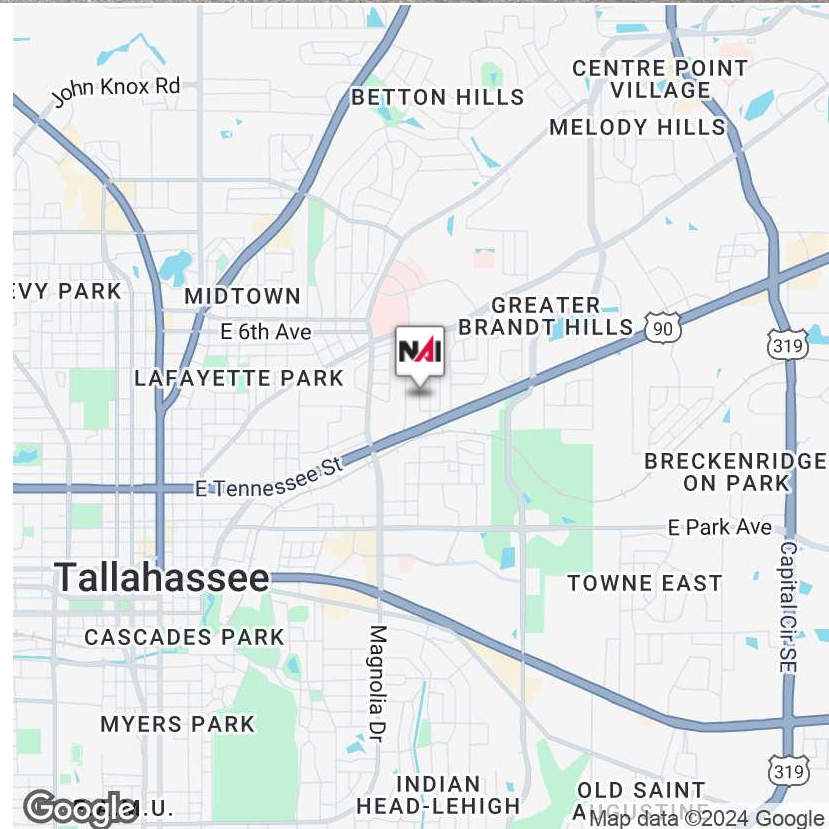 John Knox Rd
BETTON HILLS
CENTRE POINT
VILLAGE
MELODY HILLS
EVY PARK
MIDTOWN
GREATER
BRANDT HILLS
90
E 6th Ave
319
NAI
LAFAYETTE PARK
BRECKENRIDGE
ON PARK
E Tennessee St
E Park Ave
Tallahassee
TOWNE EAST
Capital Cir SE
CASCADES PARK
Magnolia Dr
MYERS PARK
319
INDIAN
HEAD-LEHIGH
OLD SAINT
AUGUSTINE
Google
M.U.
Map data ©2024 Google